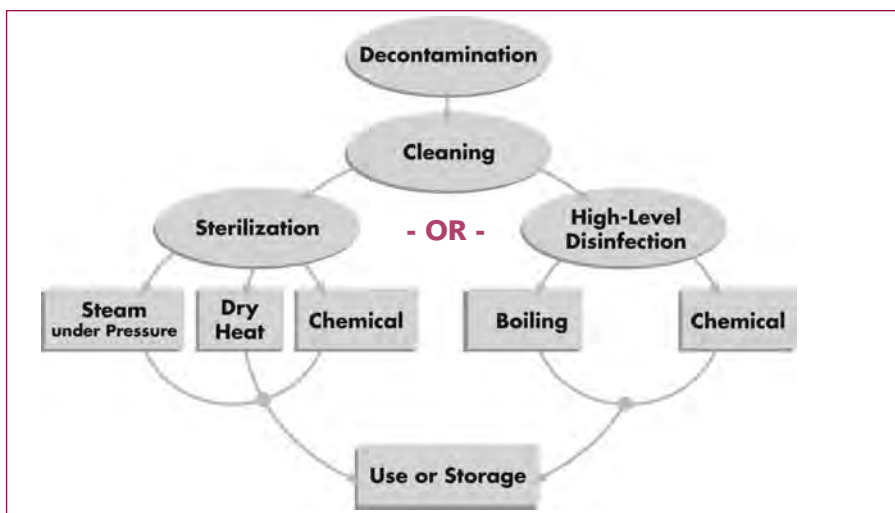 Decontamination
Cleaning
Sterilization
- OR -
High-Level
Disinfection
Steam
under Pressure
Dry
Heat
Chemical
Boiling
Chemical
Use or Storage